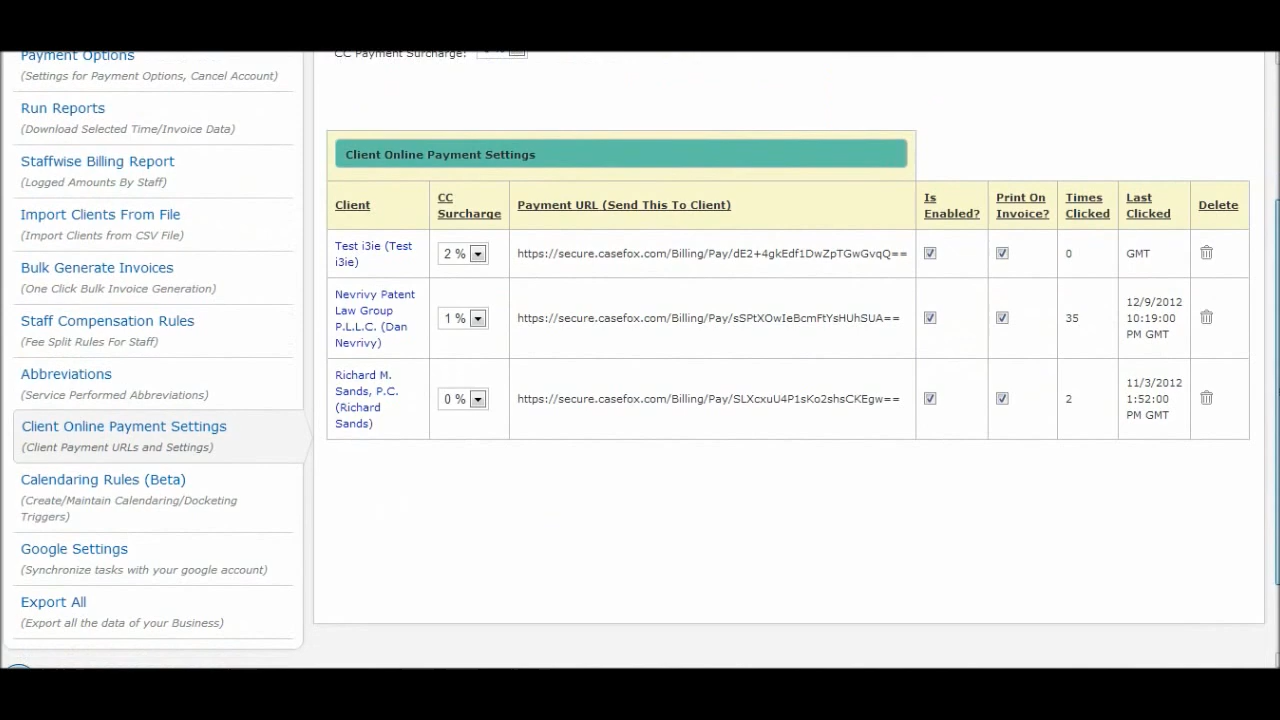 Payment Options
(Settings for Payment Options, Cancel Account)
Run Reports
(Download Selected Time/Invoice Data)
Staffwise Billing Report
(Logged Amounts By Staff)
Import Clients From File
(Import Clients from CSV File)
Bulk Generate Invoices
(One Click Bulk Invoice Generation)
Staff Compensation Rules
(Fee Split Rules For Staff)
Abbreviations
(Service Performed Abbreviations)
Client Online Payment Settings
(Client Payment URLs and Settings)
Calendaring Rules (Beta)
(Create/Maintain Calendaring/Docketing
Triggers)
Google Settings
(Synchronize tasks with your google account)
Export All
(Export all the data of your Business)
CC Payment Surcharge:
Client Online Payment Settings
Client
CC
Surcharge
Payment URL (Send This To Client)
Is
Enabled?
Print On
Invoice?
Times
Clicked
Last
Clicked
Delete
Test i3ie (Test
i3ie)
2 %
https://secure.casefox.com/Billing/Pay/dE2+4gkEdf1DwZpTGwGvqQ==
0
GMT
Nevrivy Patent
Law Group
P.L.L.C. (Dan
Nevrivy)
1 %
https://secure.casefox.com/Billing/Pay/sSPtXOwIeBcmFtYsHUhSUA==
35
12/9/2012
10:19:00
PM GMT
Richard M.
Sands, P.C.
(Richard
Sands)
0 %
https://secure.casefox.com/Billing/Pay/SLXcxuU4P1sKo2shsCKEgw==
2
11/3/2012
1:52:00
PM GMT